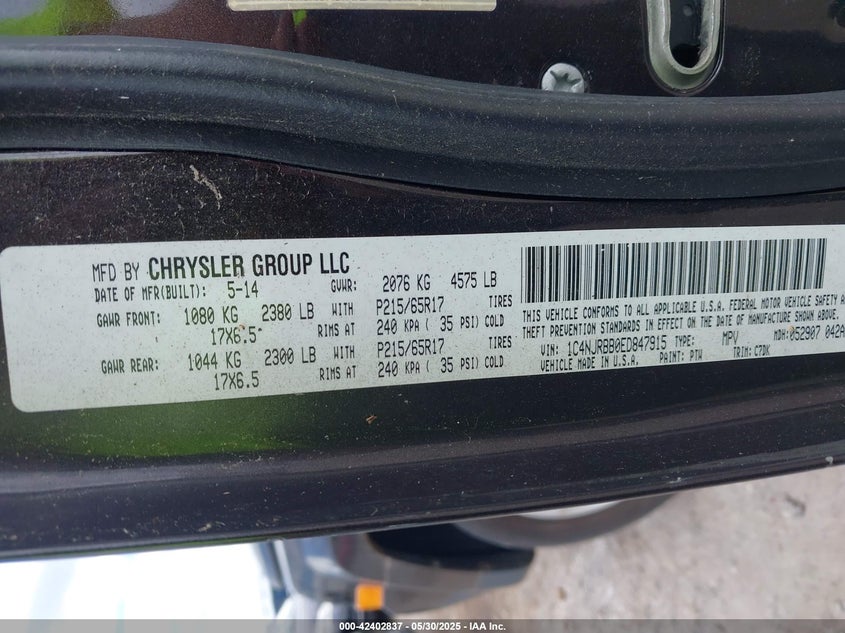 MFD BY CHRYSLER GROUP LLC
DATE OF MFR(BUILT): 5-14 GVWR: 2076 KG 4575 LB
GAWR FRONT: 1080 KG 2380 LB WITH P215/65R17 TIRES
17X6.5 RIMS AT 240 KPA ( 35 PSI) COLD
GAWR REAR: 1044 KG 2300 LB WITH P215/65R17 TIRES
17X6.5 RIMS AT 240 KPA ( 35 PSI) COLD
THIS VEHICLE CONFORMS TO ALL APPLICABLE U.S.A. FEDERAL MOTOR VEHICLE SAFETY
THEFT PREVENTION STANDARDS IN EFFECT ON THE DATE OF MANUFACTURE SHOWN
VIN: 1C4NJRBB0ED847915 TYPE: MPV MDH: 052907 042
VEHICLE MADE IN U.S.A. PAINT: PTW TRIM: C7DK
000-42402837 - 05/30/2025 - IAA Inc.